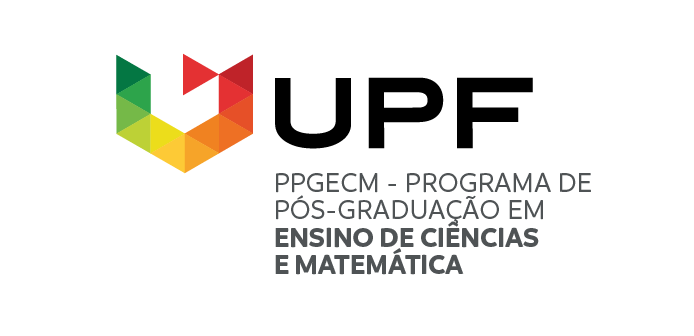 UPF
PPGECM - PROGRAMA DE
PÓS-GRADUAÇÃO EM
ENSINO DE CIÊNCIAS
E MATEMÁTICA